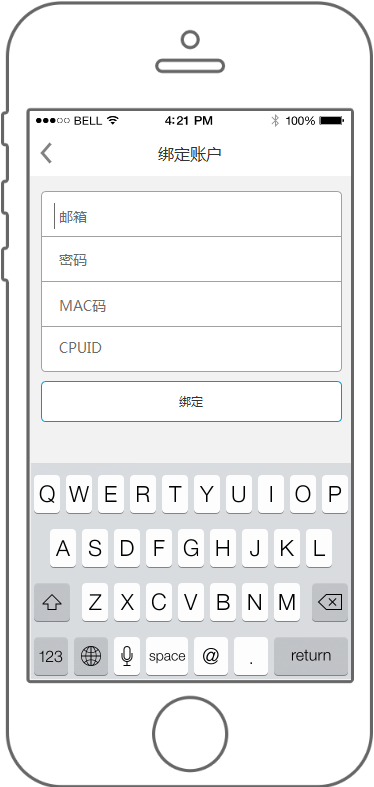 BELL 4:21 PM 100%
绑定账户
邮箱
密码
MAC码
CPUID
绑定
Q W E R T Y U I O P
A S D F G H J K L
Z X C V B N M
123 space @ . return